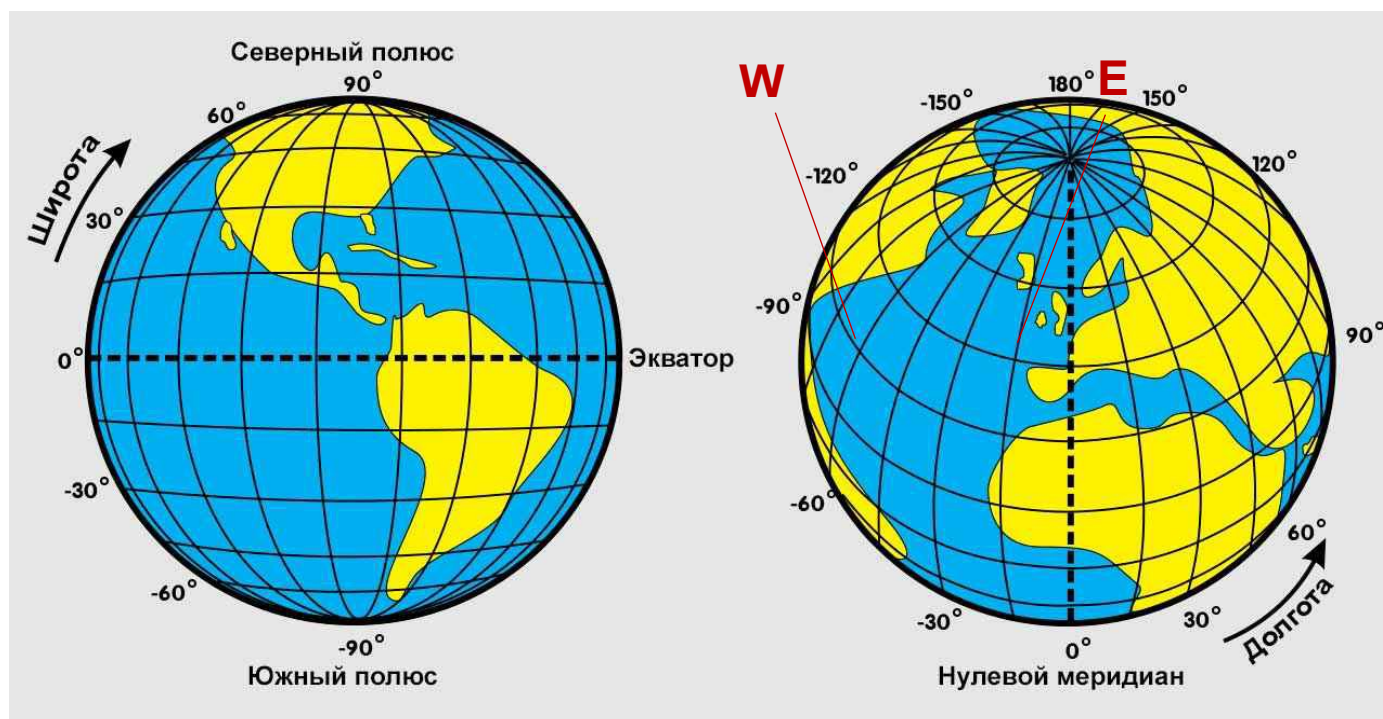 Северный полюс
90°
60°
Широта
30°
0°
Экватор
-30°
-60°
-90°
Южный полюс
W
E
180°
-150°
150°
-120°
120°
-90°
90°
-60°
60°
-30°
30°
0°
Долгота
Нулевой меридиан